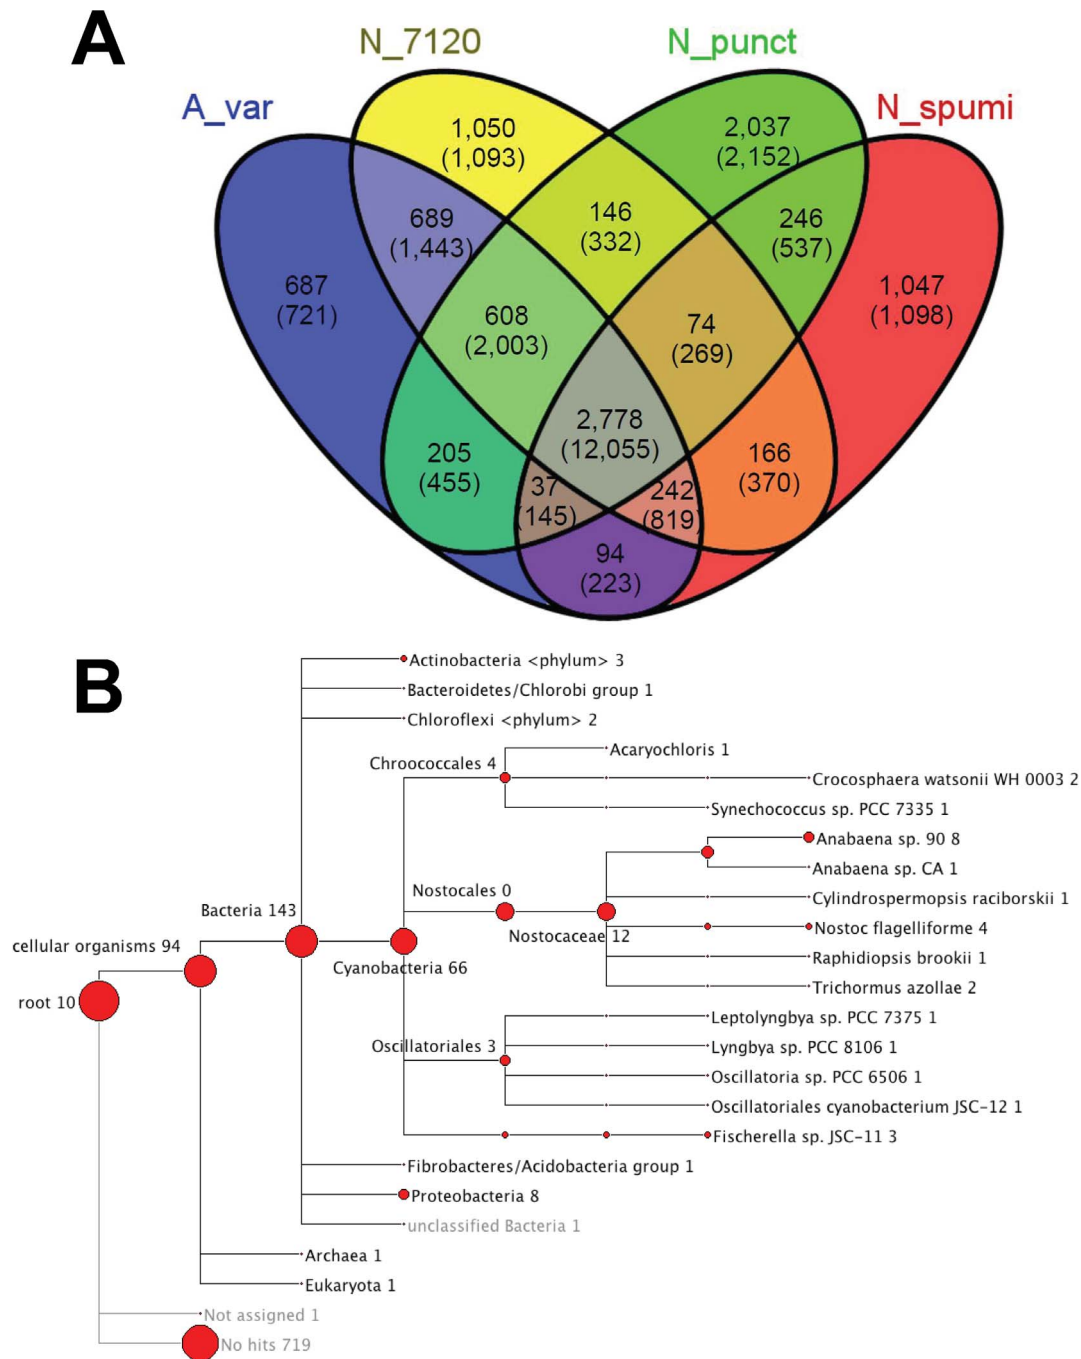 A
N_7120
N_punct
A_var
N_spumi
1,050
(1,093)
2,037
(2,152)
689
(1,443)
146
(332)
246
(537)
687
(721)
1,047
(1,098)
608
(2,003)
74
(269)
2,778
(12,055)
205
(455)
166
(370)
37
(145)
242
(819)
94
(223)
B
Actinobacteria <phylum> 3
Bacteroidetes/Chlorobi group 1
Chloroflexi <phylum> 2
Acaryochloris 1
Chroococcales 4
Crocosphaera watsonii WH 0003 2
Synechococcus sp. PCC 7335 1
Anabaena sp. 90 8
Anabaena sp. CA 1
Nostocales 0
Cylindrospermopsis raciborskii 1
Bacteria 143
Nostoc flagelliforme 4
Nostocaceae 12
cellular organisms 94
Raphidiopsis brookii 1
Cyanobacteria 66
Trichormus azollae 2
root 10
Leptolyngbya sp. PCC 7375 1
Oscillatoriales 3
Lyngbya sp. PCC 8106 1
Oscillatoria sp. PCC 6506 1
Oscillatoriales cyanobacterium JSC-12 1
Fischerella sp. JSC-11 3
Fibrobacteres/Acidobacteria group 1
Proteobacteria 8
unclassified Bacteria 1
Archaea 1
Eukaryota 1
Not assigned 1
No hits 719